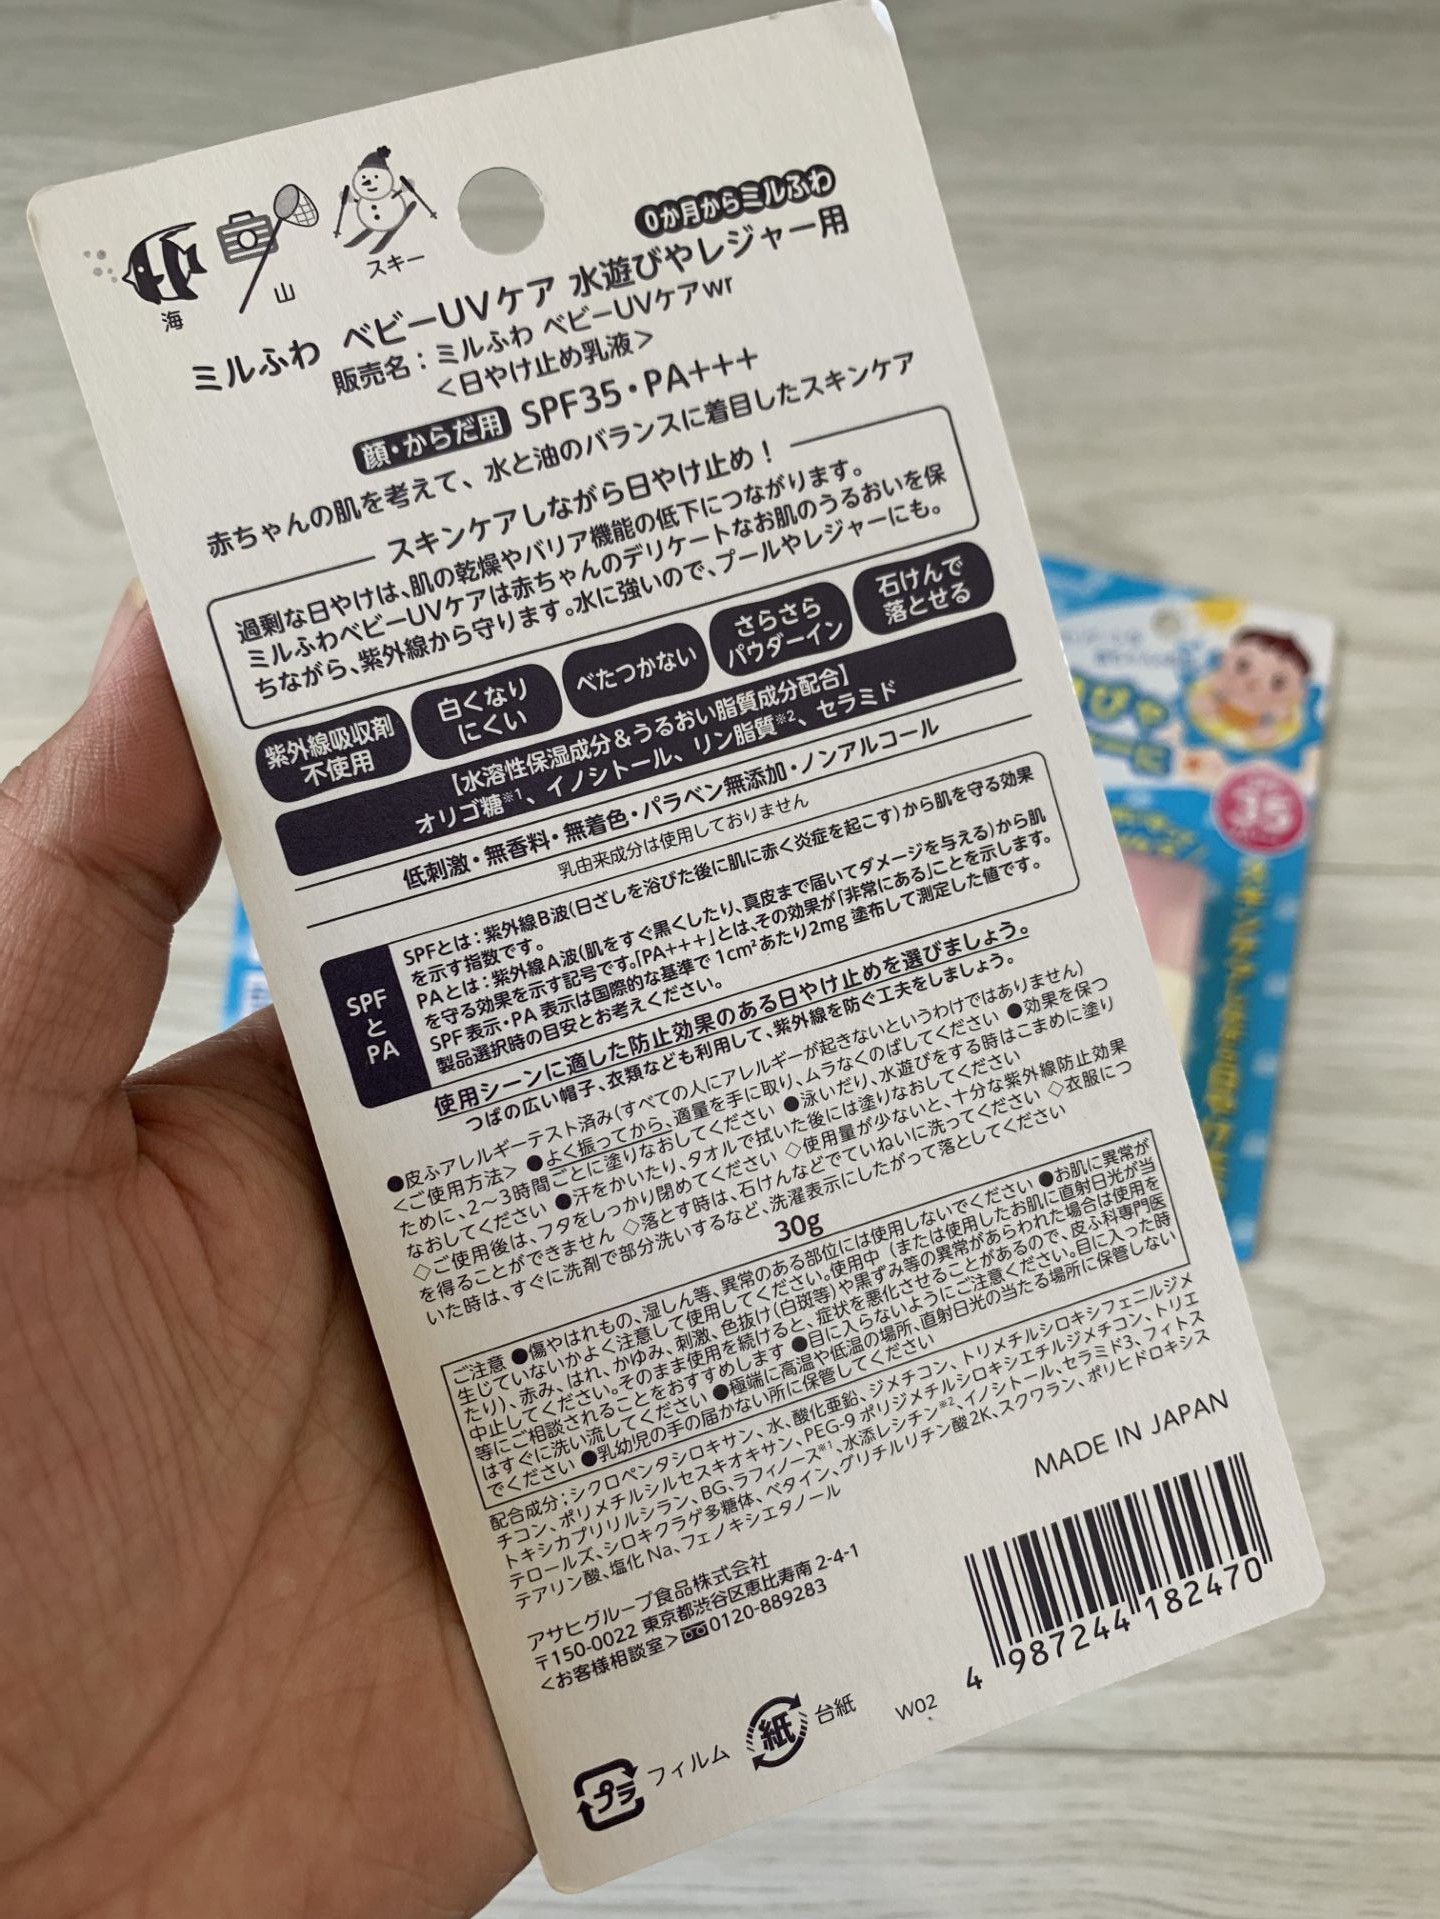 海
山
スキー
0か月からミルふわ
ミルふわ ベビーUVケア 水遊びやレジャー用
販売名：ミルふわ ベビーUVケアwr
＜日やけ止め乳液＞
顔・からだ用 SPF35・PA+++
赤ちゃんの肌を考えて、水と油のバランスに着目したスキンケア
スキンケアしながら日やけ止め！
過剰な日やけは、肌の乾燥やバリア機能の低下につながります。
ミルふわベビーUVケアは赤ちゃんのデリケートなお肌のうるおいを保
ちながら、紫外線から守ります。水に強いので、プールやレジャーにも。
紫外線吸収剤
不使用
白くなり
にくい
べたつかない
さらさら
パウダーイン
石けんで
落とせる
【水溶性保湿成分＆うるおい脂質成分配合】
オリゴ糖※1、イノシトール、リン脂質※2、セラミド
低刺激・無香料・無着色・パラベン無添加・ノンアルコール
乳由来成分は使用しておりません
SPF
と
PA
SPFとは：紫外線B波（日ざしを浴びた後に肌に赤く炎症を起こす）から肌を守る効果
を示す指数です。
PAとは：紫外線A波（肌をすぐ黒くしたり、真皮まで届いてダメージを与える）から肌
を守る効果を示す記号です。「PA+++」とは、その効果が「非常にある」ことを示します。
SPF表示・PA表示は国際的な基準で1cm²あたり2mg塗布して測定した値です。
製品選択時の目安とお考えください。
使用シーンに適した防止効果のある日やけ止めを選びましょう。
つばの広い帽子、衣類なども利用して、紫外線を防ぐ工夫をしましょう。
●皮ふアレルギーテスト済み（すべての人にアレルギーが起きないというわけではありません）
＜ご使用方法＞ ●よく振ってから、適量を手に取り、ムラなくのばしてください ●効果を保つ
ために、2～3時間ごとに塗りなおしてください ●泳いだり、水遊びをする時はこまめに塗り
なおしてください ●汗をかいたり、タオルで拭いた後には塗りなおしてください
◇ご使用後は、フタをしっかり閉めてください ◇使用量が少ないと、十分な紫外線防止効果
を得ることができません ◇落とす時は、石けんなどでていねいに洗ってください ◇衣服につ
いた時は、すぐに洗剤で部分洗いするなど、洗濯表示にしたがって落としてください
30g
ご注意 ●傷やはれもの、湿しん等、異常のある部位には使用しないでください ●お肌に異常が
生じていないかよく注意して使用してください。使用中（または使用したお肌に直射日光が当
たり）、赤み、はれ、かゆみ、刺激、色抜け（白斑等）や黒ずみ等の異常があらわれた場合は使用を
中止してください。そのまま使用を続けると、症状を悪化させることがあるので、皮ふ科専門医
等にご相談されることをおすすめします ●目に入らないようにご注意ください。目に入った時
はすぐに洗い流してください ●極端に高温や低温の場所、直射日光の当たる場所に保管しない
でください ●乳幼児の手の届かない所に保管してください
配合成分：シクロペンタシロキサン、水、酸化亜鉛、ジメチコン、トリメチルシロキシフェニルジメ
チコン、ポリメチルシルセスキオキサン、PEG-9 ポリジメチルシロキシエチルジメチコン、トリエ
トキシカプリリルシラン、BG、ラフィノース※1、水添レシチン※2、イノシトール、セラミド3、フィトス
テロールズ、シロキクラゲ多糖体、ベタイン、グリチルリチン酸2K、スクワラン、ポリヒドロキシス
テアリン酸、塩化Na、フェノキシエタノール
MADE IN JAPAN
アサヒグループ食品株式会社
〒150-0022 東京都渋谷区恵比寿南 2-4-1
＜お客様相談室＞0120-889283
4 987244 182470
W02
プラ
フィルム
紙
台紙
35